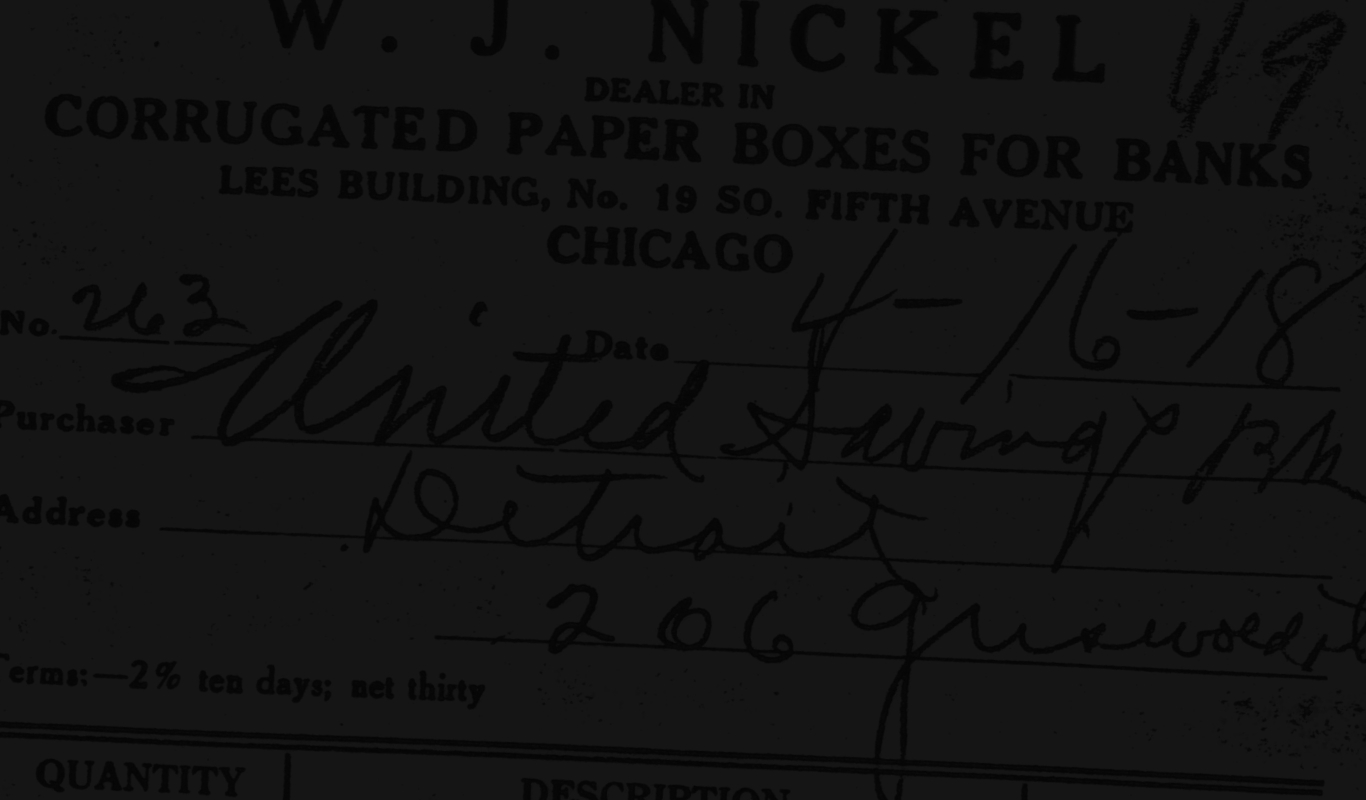 W. J. NICKEL 119
DEALER IN
CORRUGATED PAPER BOXES FOR BANKS
LEES BUILDING, No. 19 SO. FIFTH AVENUE
CHICAGO
No. 263 Date 4-16-18
Purchaser United Savings Bk
Address Detroit
206 Griswold
Terms:—2% ten days; net thirty
QUANTITY DESCRIPTION